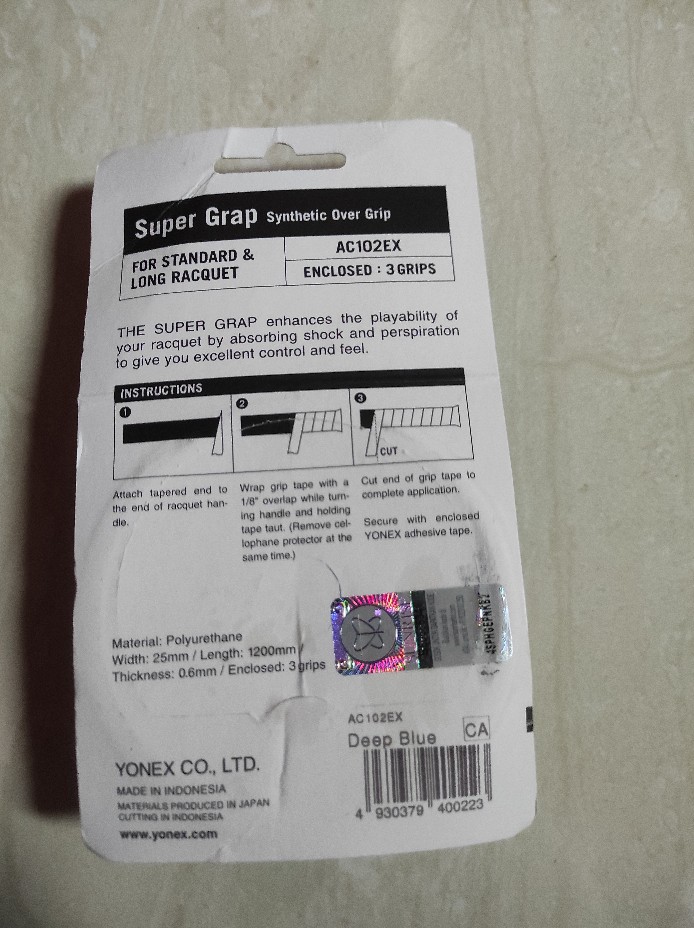 Super Grap Synthetic Over Grip
FOR STANDARD &
LONG RACQUET
AC102EX
ENCLOSED : 3 GRIPS
THE SUPER GRAP enhances the playability of
your racquet by absorbing shock and perspiration
to give you excellent control and feel.
INSTRUCTIONS
1
2
3
CUT
Attach tapered end to
the end of racquet han-
dle.
Wrap grip tape with a
1/8" overlap while turn-
ing handle and holding
tape taut. (Remove cel-
lophane protector at the
same time.)
Cut end of grip tape to
complete application.
Secure with enclosed
YONEX adhesive tape.
Material: Polyurethane
Width: 25mm / Length: 1200mm /
Thickness: 0.6mm / Enclosed: 3 grips
AC102EX
Deep Blue CA
4 930379 400223
YONEX CO., LTD.
MADE IN INDONESIA
MATERIALS PRODUCED IN JAPAN
CUTTING IN INDONESIA
www.yonex.com